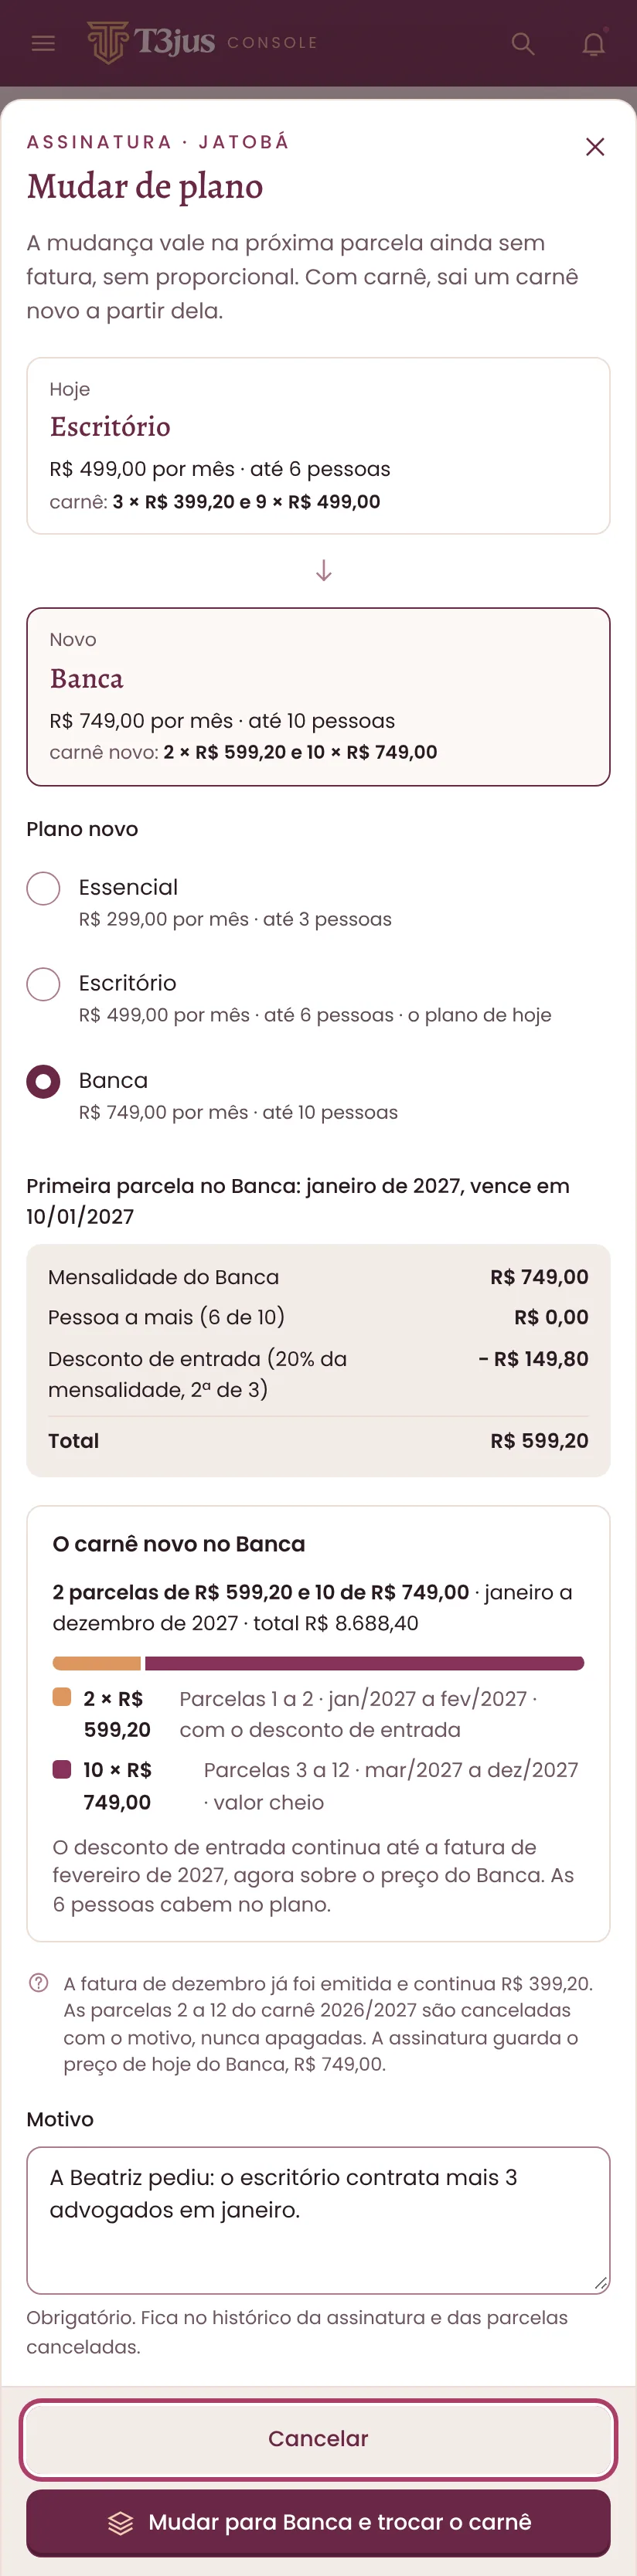 T3jus CONSOLE
ASSINATURA · JATOBÁ
Mudar de plano
A mudança vale na próxima parcela ainda sem
fatura, sem proporcional. Com carnê, sai um carnê
novo a partir dela.
Hoje
Escritório
R$ 499,00 por mês · até 6 pessoas
carnê: 3 × R$ 399,20 e 9 × R$ 499,00
Novo
Banca
R$ 749,00 por mês · até 10 pessoas
carnê novo: 2 × R$ 599,20 e 10 × R$ 749,00
Plano novo
Essencial
R$ 299,00 por mês · até 3 pessoas
Escritório
R$ 499,00 por mês · até 6 pessoas · o plano de hoje
Banca
R$ 749,00 por mês · até 10 pessoas
Primeira parcela no Banca: janeiro de 2027, vence em
10/01/2027
Mensalidade do Banca R$ 749,00
Pessoa a mais (6 de 10) R$ 0,00
Desconto de entrada (20% da − R$ 149,80
mensalidade, 2ª de 3)
Total R$ 599,20
O carnê novo no Banca
2 parcelas de R$ 599,20 e 10 de R$ 749,00 · janeiro a
dezembro de 2027 · total R$ 8.688,40
2 × R$ Parcelas 1 a 2 · jan/2027 a fev/2027 ·
599,20 com o desconto de entrada
10 × R$ Parcelas 3 a 12 · mar/2027 a dez/2027
749,00 · valor cheio
O desconto de entrada continua até a fatura de
fevereiro de 2027, agora sobre o preço do Banca. As
6 pessoas cabem no plano.
A fatura de dezembro já foi emitida e continua R$ 399,20.
As parcelas 2 a 12 do carnê 2026/2027 são canceladas
com o motivo, nunca apagadas. A assinatura guarda o
preço de hoje do Banca, R$ 749,00.
Motivo
A Beatriz pediu: o escritório contrata mais 3
advogados em janeiro.
Obrigatório. Fica no histórico da assinatura e das parcelas
canceladas.
Cancelar
Mudar para Banca e trocar o carnê